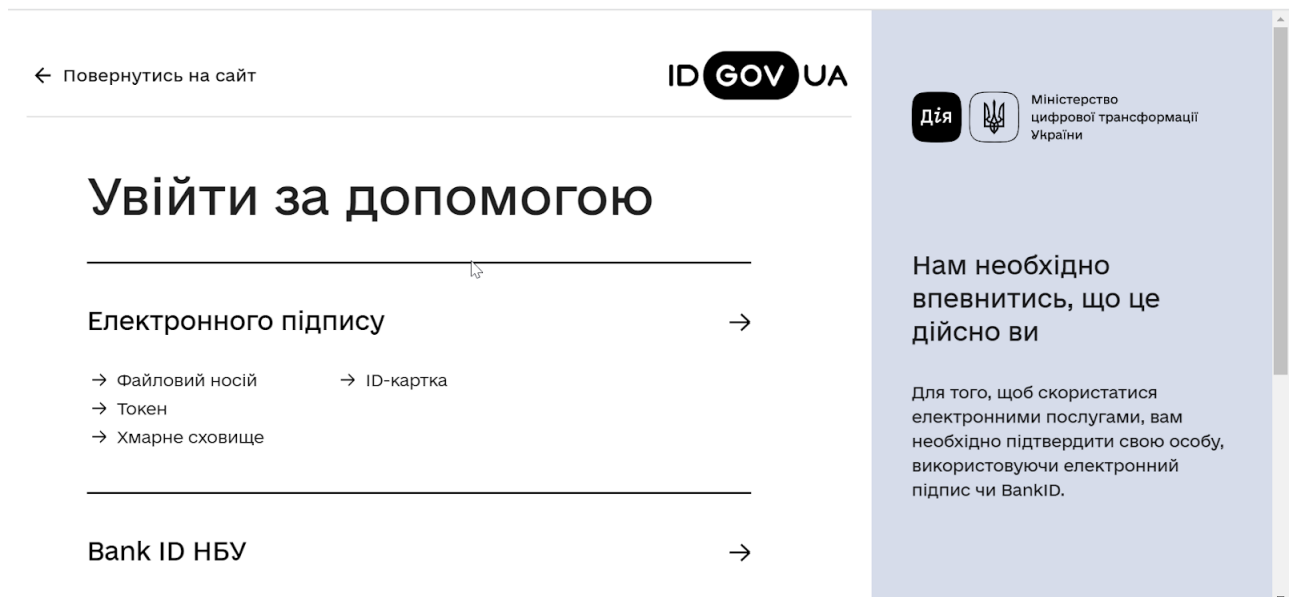 Повернутись на сайт
ID GOV UA
Увійти за допомогою
Електронного підпису
Файловий носій
ID-картка
Токен
Хмарне сховище
Bank ID НБУ
Дія
Міністерство
цифрової трансформації
України
Нам необхідно
впевнитись, що це
дійсно ви
Для того, щоб скористатися
електронними послугами, вам
необхідно підтвердити свою особу,
використовуючи електронний
підпис чи BankID.